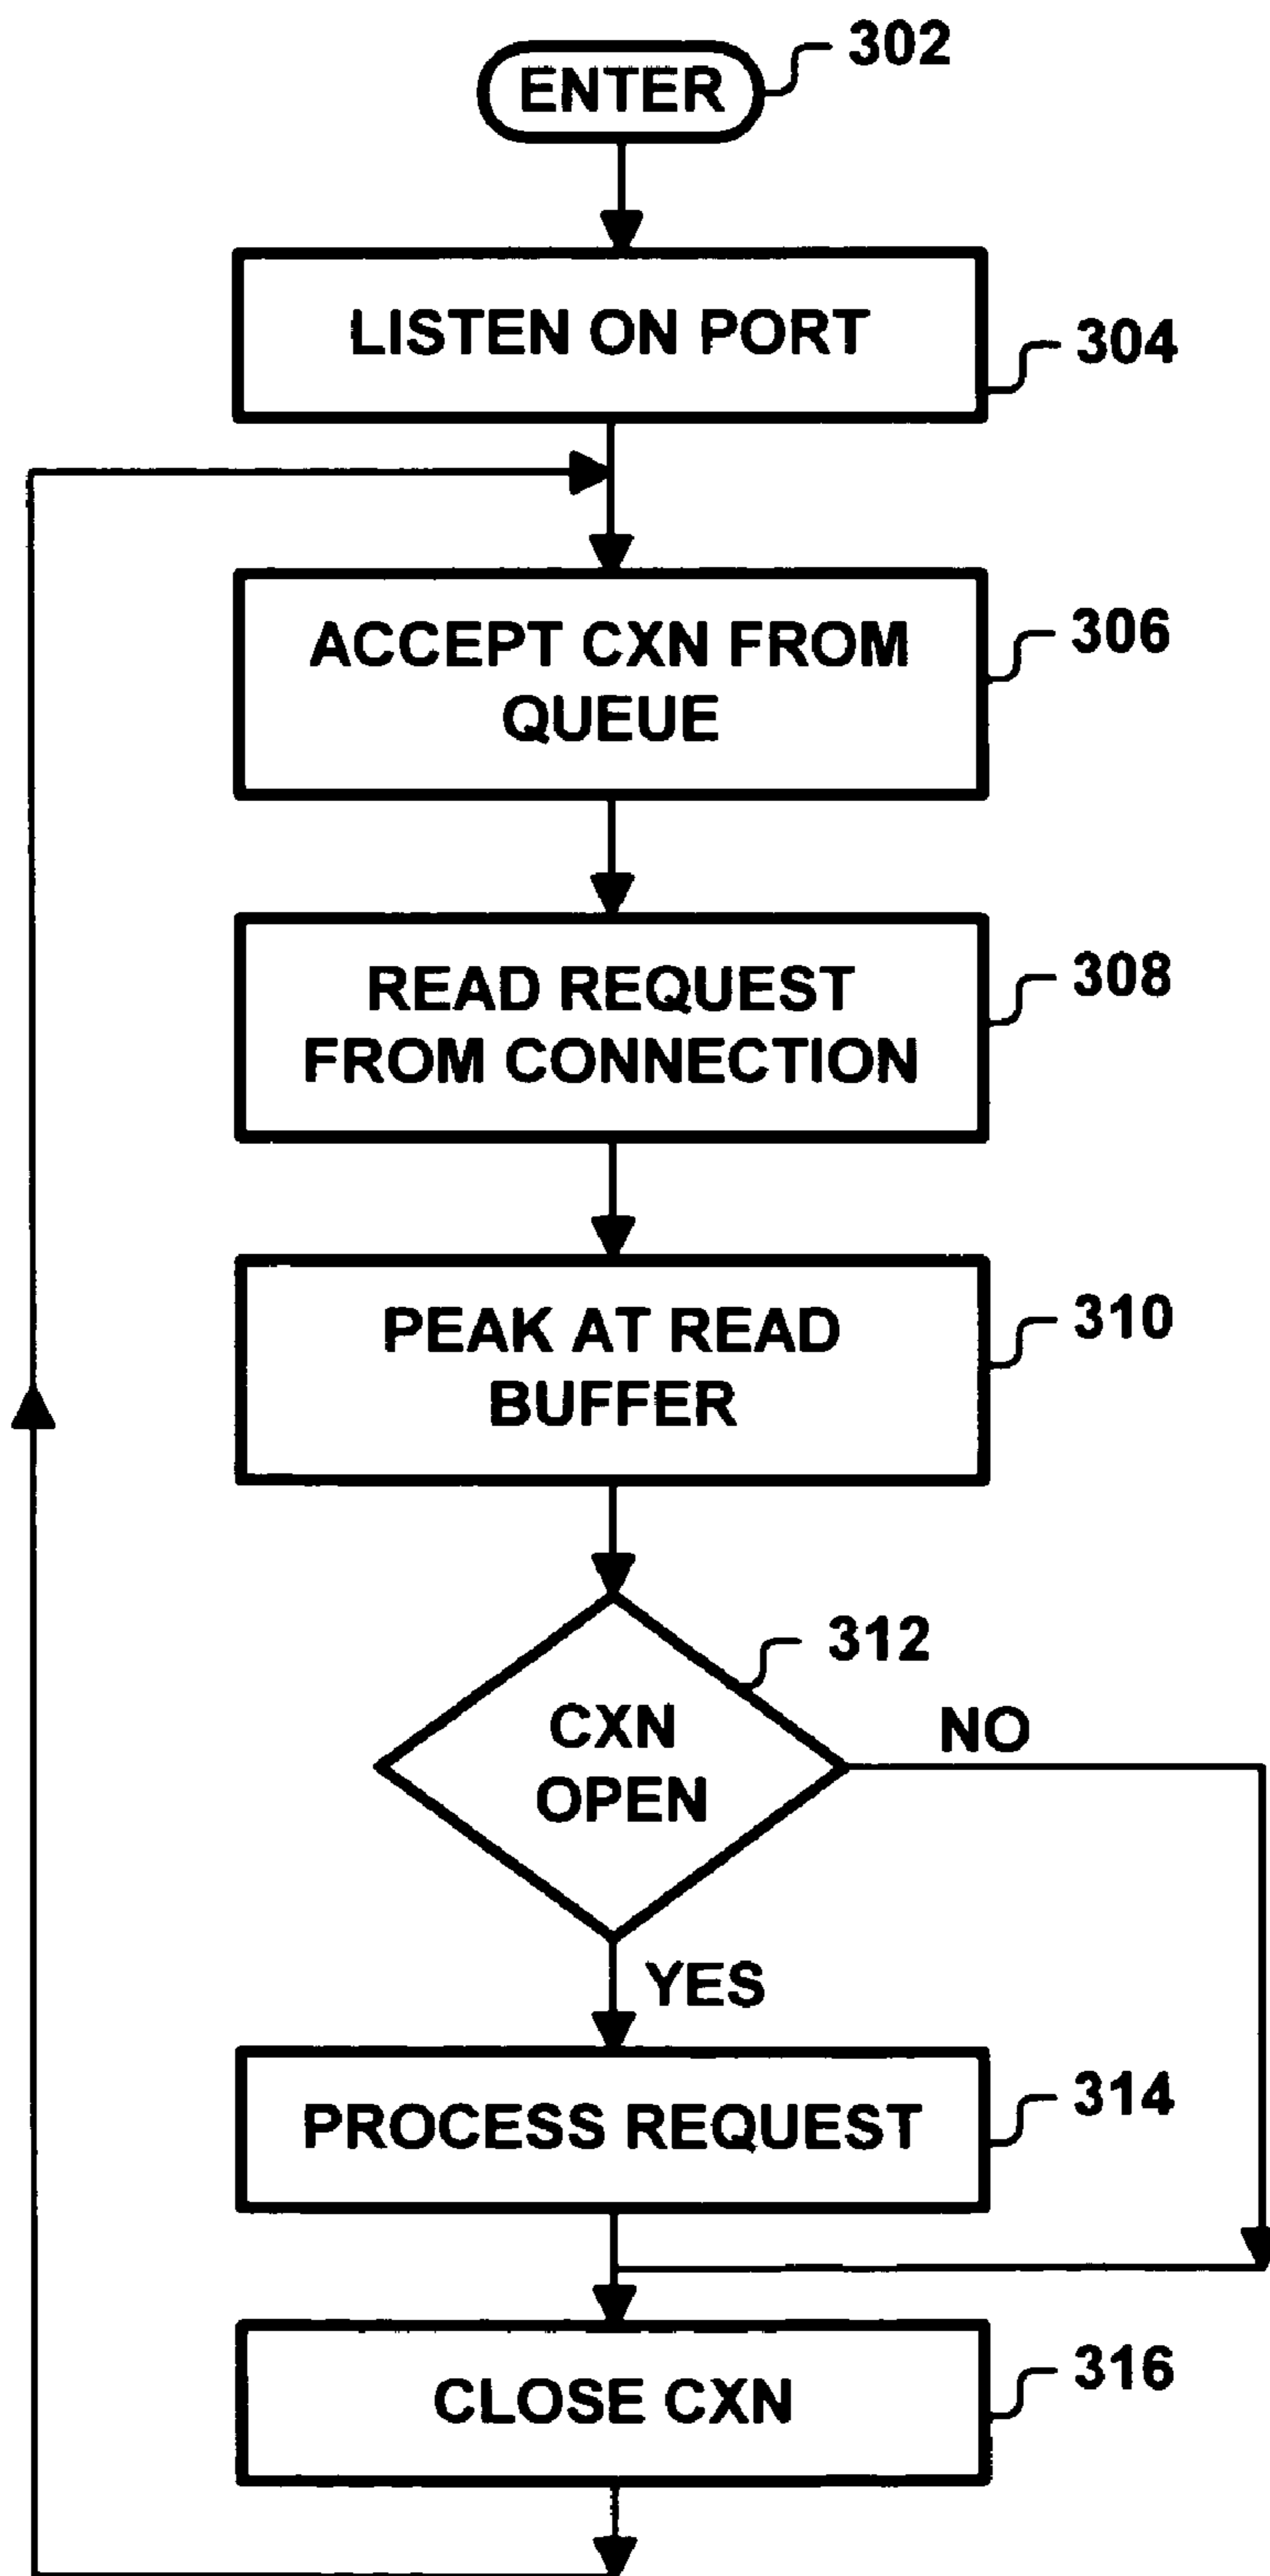 ENTER
302
LISTEN ON PORT
304
ACCEPT CXN FROM
QUEUE
306
READ REQUEST
FROM CONNECTION
308
PEAK AT READ
BUFFER
310
CXN
OPEN
312
NO
YES
PROCESS REQUEST
314
CLOSE CXN
316